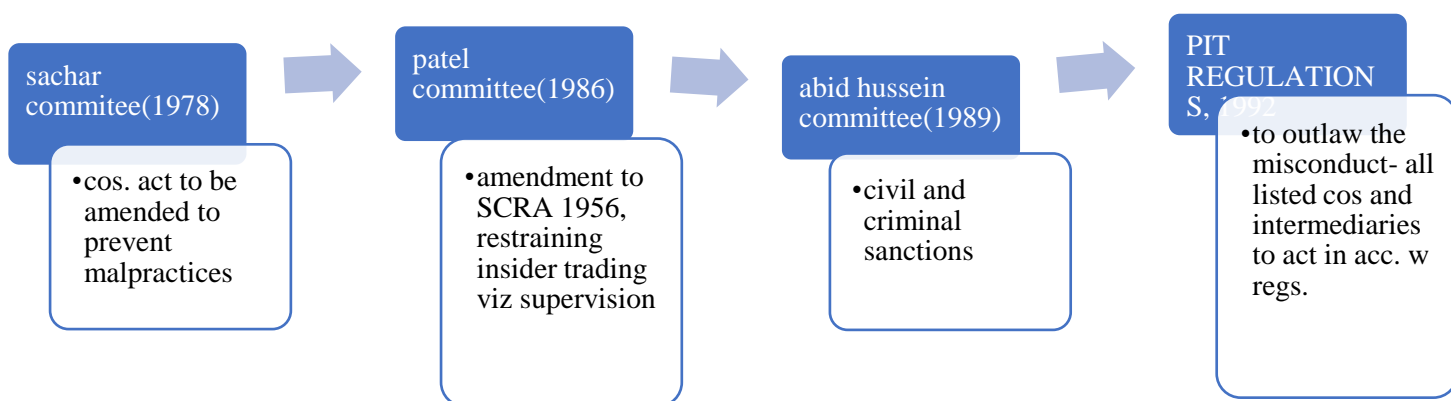 sachar
commitee(1978)
•cos. act to be
amended to
prevent
malpractices
patel
committee(1986)
•amendment to
SCRA 1956,
restraining
insider trading
viz supervision
abid hussein
committee(1989)
•civil and
criminal
sanctions
PIT
REGULATION
S, 1992
•to outlaw the
misconduct- all
listed cos and
intermediaries
to act in acc. w
regs.